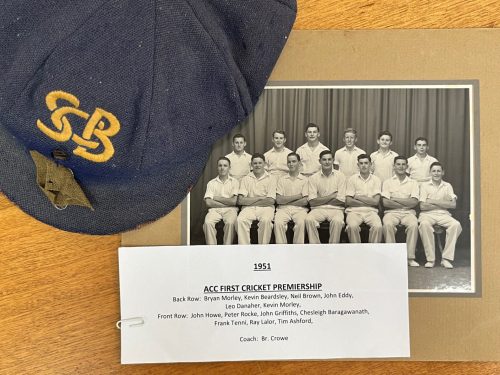 SB
1951
ACC FIRST CRICKET PREMIERSHIP
Back Row: Bryan Morley, Kevin Beardsley, Neil Brown, John Eddy,
Leo Danaher, Kevin Morley,
Front Row: John Howe, Peter Rocke, John Griffiths, Chesleigh Baragawanath,
Frank Tenni, Ray Lalor, Tim Ashford,
Coach: Br. Crowe